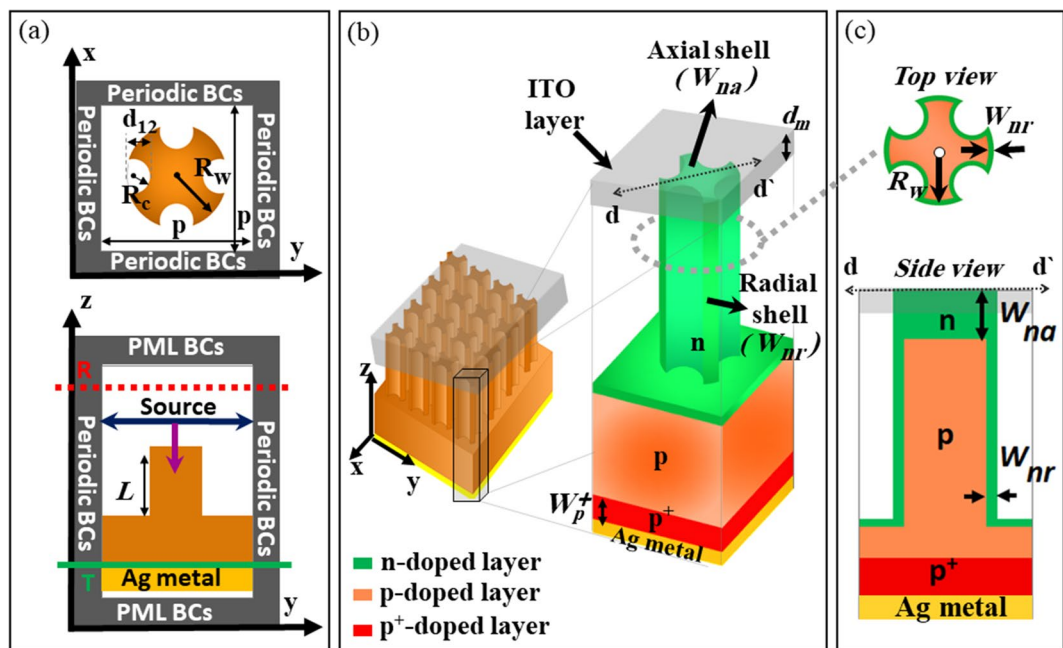 (a)
x
Periodic BCs
d12
Periodic BCs
Periodic BCs
Rw
Rc
p
p
Periodic BCs
y
z
PML BCs
R
Source
Periodic BCs
Periodic BCs
L
T
Ag metal
PML BCs
y
(b)
Axial shell
(Wna)
ITO
layer
dm
d
d`
Radial
shell
(Wnr)
n
z
x
y
p
Wp+
p+
Ag metal
n-doped layer
p-doped layer
p+-doped layer
(c)
Top view
Wnr
Rw
d
Side view
d`
n
Wna
p
Wnr
p+
Ag metal